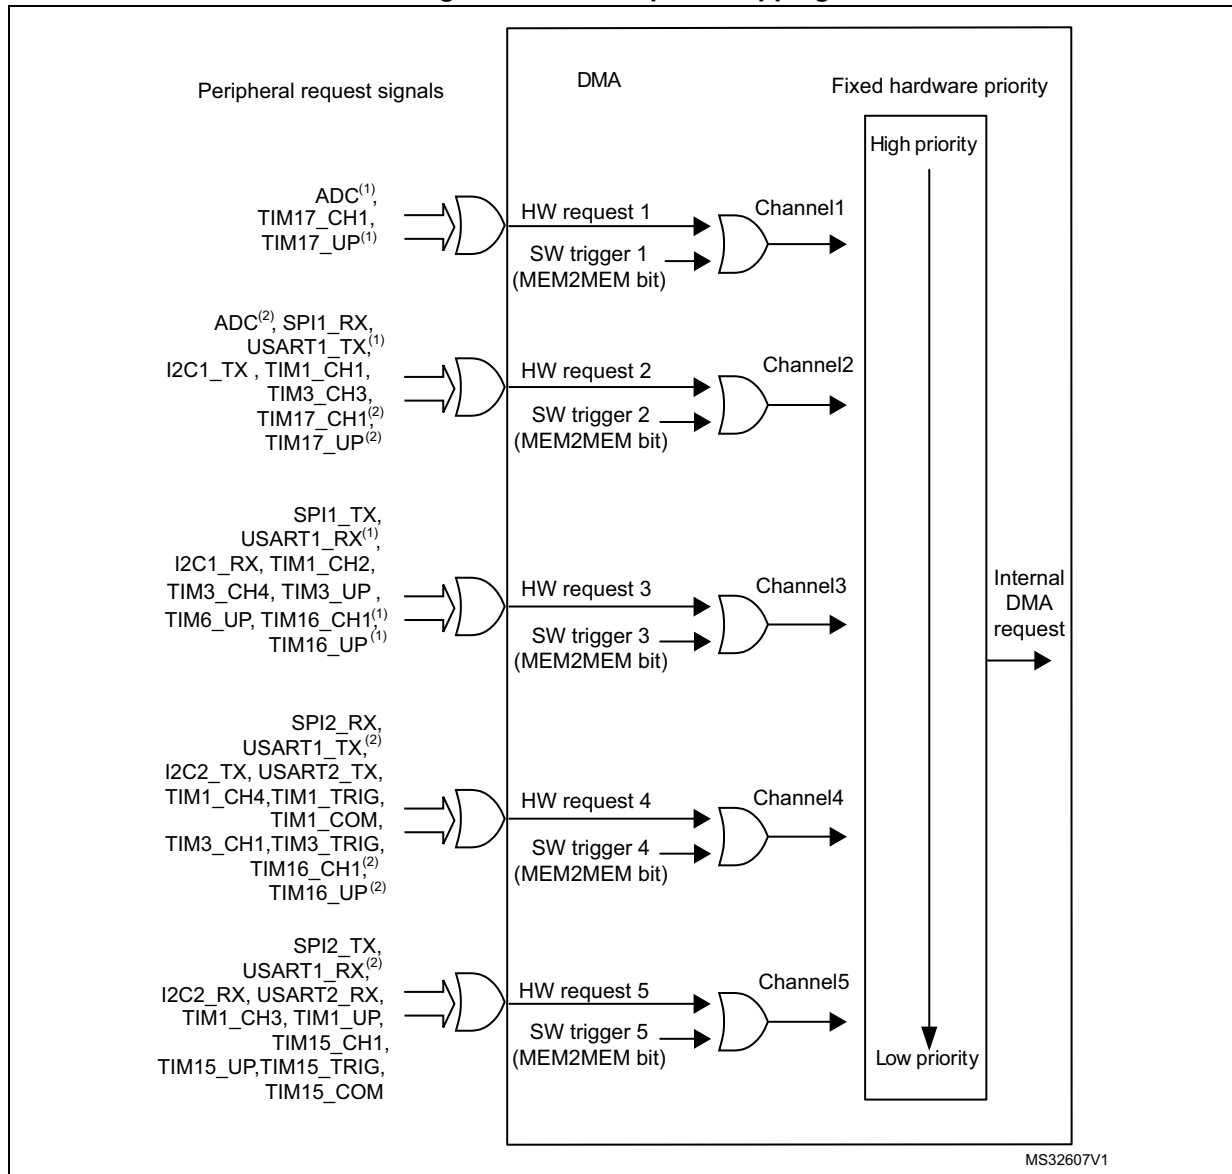 Peripheral request signals
DMA
Fixed hardware priority
High priority
ADC(1),
TIM17_CH1,
TIM17_UP(1)
HW request 1
SW trigger 1
(MEM2MEM bit)
Channel1
ADC(2), SPI1_RX,
USART1_TX,(1)
I2C1_TX , TIM1_CH1,
TIM3_CH3,
TIM17_CH1,(2)
TIM17_UP(2)
HW request 2
SW trigger 2
(MEM2MEM bit)
Channel2
SPI1_TX,
USART1_RX(1),
I2C1_RX, TIM1_CH2,
TIM3_CH4, TIM3_UP ,
TIM6_UP, TIM16_CH1,(1)
TIM16_UP(1)
HW request 3
SW trigger 3
(MEM2MEM bit)
Channel3
Internal
DMA
request
SPI2_RX,
USART1_TX,(2)
I2C2_TX, USART2_TX,
TIM1_CH4,TIM1_TRIG,
TIM1_COM,
TIM3_CH1,TIM3_TRIG,
TIM16_CH1,(2)
TIM16_UP(2)
HW request 4
SW trigger 4
(MEM2MEM bit)
Channel4
SPI2_TX,
USART1_RX,(2)
I2C2_RX, USART2_RX,
TIM1_CH3, TIM1_UP,
TIM15_CH1,
TIM15_UP,TIM15_TRIG,
TIM15_COM
HW request 5
SW trigger 5
(MEM2MEM bit)
Channel5
Low priority
MS32607V1